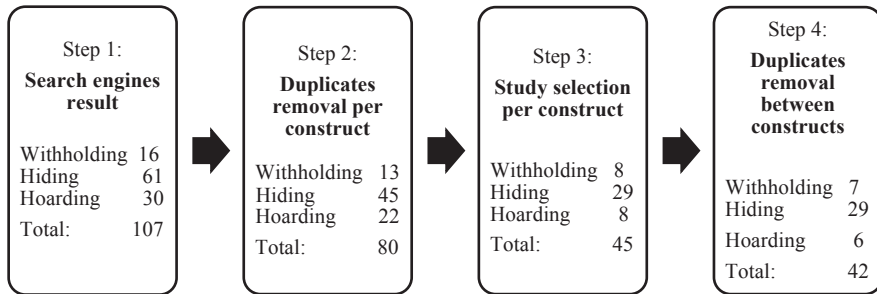 Step 1:
Search engines
result
Withholding 16
Hiding 61
Hoarding 30
Total: 107
Step 2:
Duplicates
removal per
construct
Withholding 13
Hiding 45
Hoarding 22
Total: 80
Step 3:
Study selection
per construct
Withholding 8
Hiding 29
Hoarding 8
Total: 45
Step 4:
Duplicates
removal
between
constructs
Withholding 7
Hiding 29
Hoarding 6
Total: 42